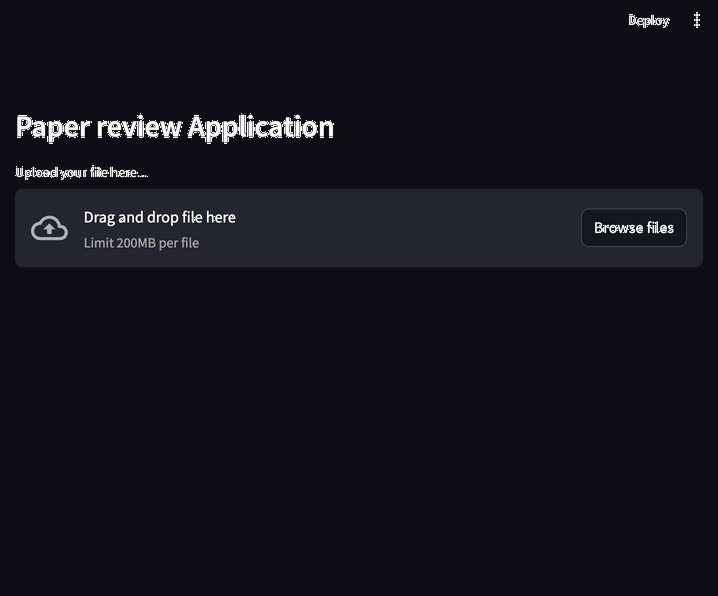 Deploy
Paper review Application
Upload your file here...
Drag and drop file here
Limit 200MB per file
Browse files